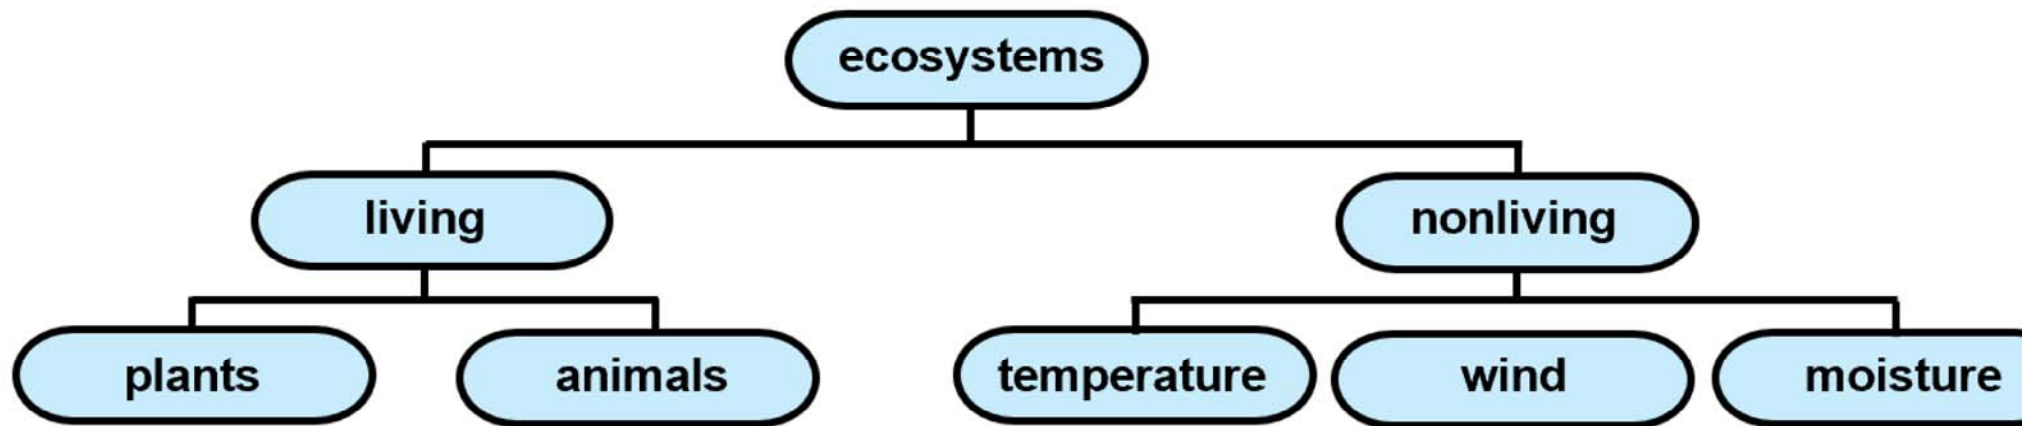 ecosystems
living
nonliving
plants
animals
temperature
wind
moisture